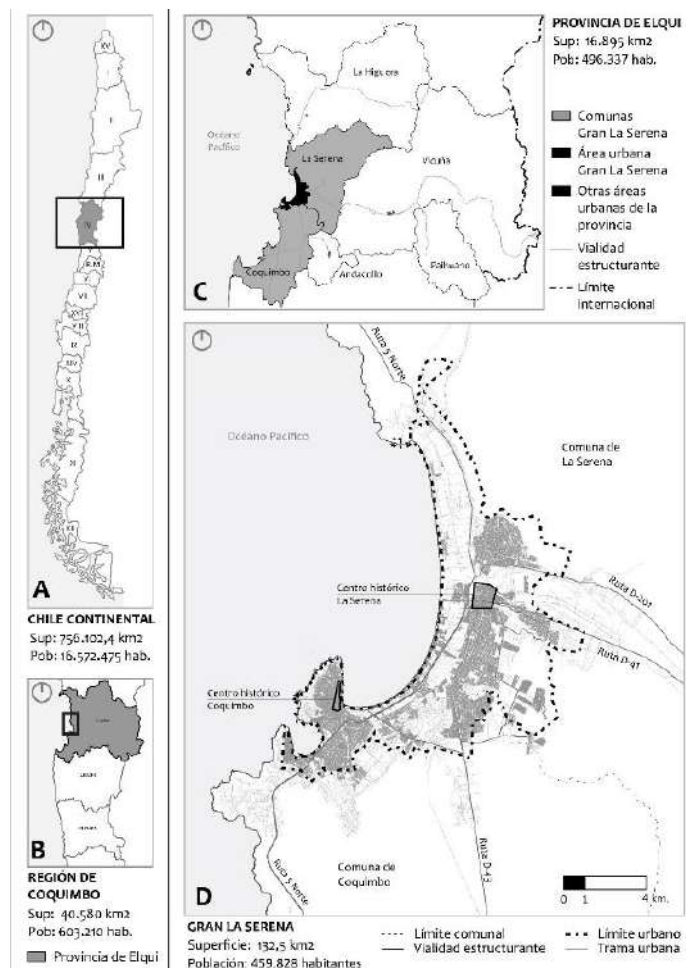 XV
I
II
III
IV
R.M.
VII
VIII
IX
XIV
X
XI
XII
A
CHILE CONTINENTAL
Sup: 756.102,4 km2
Pob: 16.572.475 hab.
B
REGIÓN DE
COQUIMBO
Sup: 40.580 km2
Pob: 603.210 hab.
Provincia de Elqui
La Higuera
Océano
Pacífico
La Serena
Vicuña
Coquimbo
Andacollo
Paihuano
C
PROVINCIA DE ELQUI
Sup: 16.895 km2
Pob: 496.337 hab.
Comunas
Gran La Serena
Área urbana
Gran La Serena
Otras áreas
urbanas de la
provincia
Vialidad
estructurante
Límite
internacional
Ruta 5 Norte
Océano Pacífico
Comuna de
La Serena
Centro histórico
La Serena
Ruta D-201
Ruta D-41
Centro histórico
Coquimbo
Ruta 5 Norte
Comuna de
Coquimbo
Ruta D-43
D
0 1 4 km.
GRAN LA SERENA
Superficie: 132,5 km2
Población: 459.828 habitantes
Límite comunal
Vialidad estructurante
Límite urbano
Trama urbana